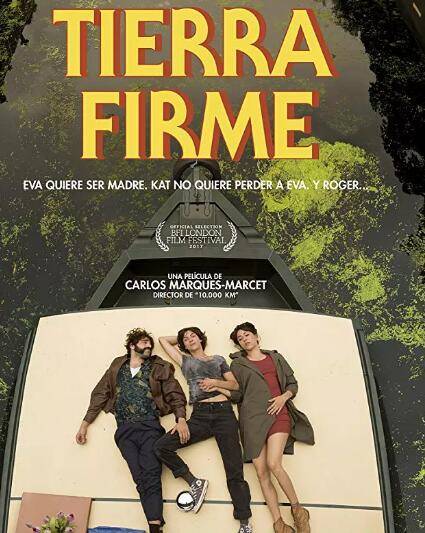 TIERRA
FIRME
EVA QUIERE SER MADRE. KAT NO QUIERE PERDER A EVA. Y ROGER...
OFFICIAL SELECTION
BFI LONDON
FILM FESTIVAL
2017
UNA PELÍCULA DE
CARLOS MARQUES-MARCET
DIRECTOR DE "10.000 KM"